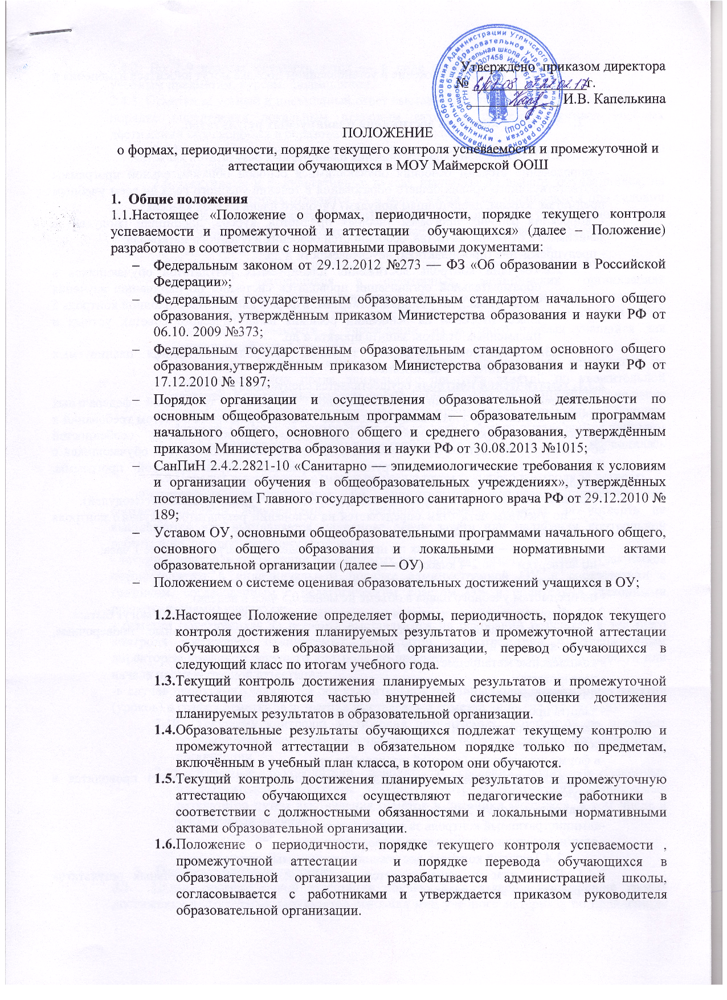 Утверждено приказом директора
№ от 22.02.17г.
И.В. Капелькина
ПОЛОЖЕНИЕ
о формах, периодичности, порядке текущего контроля успеваемости и промежуточной и
аттестации обучающихся в МОУ Маймерской ООШ
1. Общие положения
1.1.Настоящее «Положение о формах, периодичности, порядке текущего контроля
успеваемости и промежуточной и аттестации обучающихся» (далее – Положение)
разработано в соответствии с нормативными правовыми документами:
– Федеральным законом от 29.12.2012 №273 — ФЗ «Об образовании в Российской
Федерации»;
– Федеральным государственным образовательным стандартом начального общего
образования, утверждённым приказом Министерства образования и науки РФ от
06.10. 2009 №373;
– Федеральным государственным образовательным стандартом основного общего
образования,утверждённым приказом Министерства образования и науки РФ от
17.12.2010 № 1897;
– Порядок организации и осуществления образовательной деятельности по
основным общеобразовательным программам — образовательным программам
начального общего, основного общего и среднего образования, утверждённым
приказом Министерства образования и науки РФ от 30.08.2013 №1015;
– СанПиН 2.4.2.2821-10 «Санитарно — эпидемиологические требования к условиям
и организации обучения в общеобразовательных учреждениях», утверждённых
постановлением Главного государственного санитарного врача РФ от 29.12.2010 №
189;
– Уставом ОУ, основными общеобразовательными программами начального общего,
основного общего образования и локальными нормативными актами
образовательной организации (далее — ОУ)
– Положением о системе оценивая образовательных достижений учащихся в ОУ;
1.2.Настоящее Положение определяет формы, периодичность, порядок текущего
контроля достижения планируемых результатов и промежуточной аттестации
обучающихся в образовательной организации, перевод обучающихся в
следующий класс по итогам учебного года.
1.3.Текущий контроль достижения планируемых результатов и промежуточной
аттестации являются частью внутренней системы оценки достижения
планируемых результатов в образовательной организации.
1.4.Образовательные результаты обучающихся подлежат текущему контролю и
промежуточной аттестации в обязательном порядке только по предметам,
включённым в учебный план класса, в котором они обучаются.
1.5.Текущий контроль достижения планируемых результатов и промежуточную
аттестацию обучающихся осуществляют педагогические работники в
соответствии с должностными обязанностями и локальными нормативными
актами образовательной организации.
1.6.Положение о периодичности, порядке текущего контроля успеваемости ,
промежуточной аттестации и порядке перевода обучающихся в
образовательной организации разрабатывается администрацией школы,
согласовывается с работниками и утверждается приказом руководителя
образовательной организации.